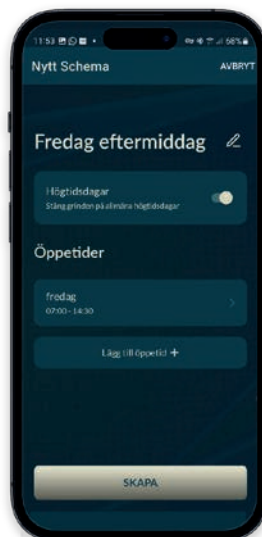 11:53
68%
Nytt Schema
AVBRYT
Fredag eftermiddag
Högtidsdagar
Stäng grinden på allmäna högtidsdagar
Öppetider
fredag
07:00 - 14:30
Lägg till öppetid +
SKAPA